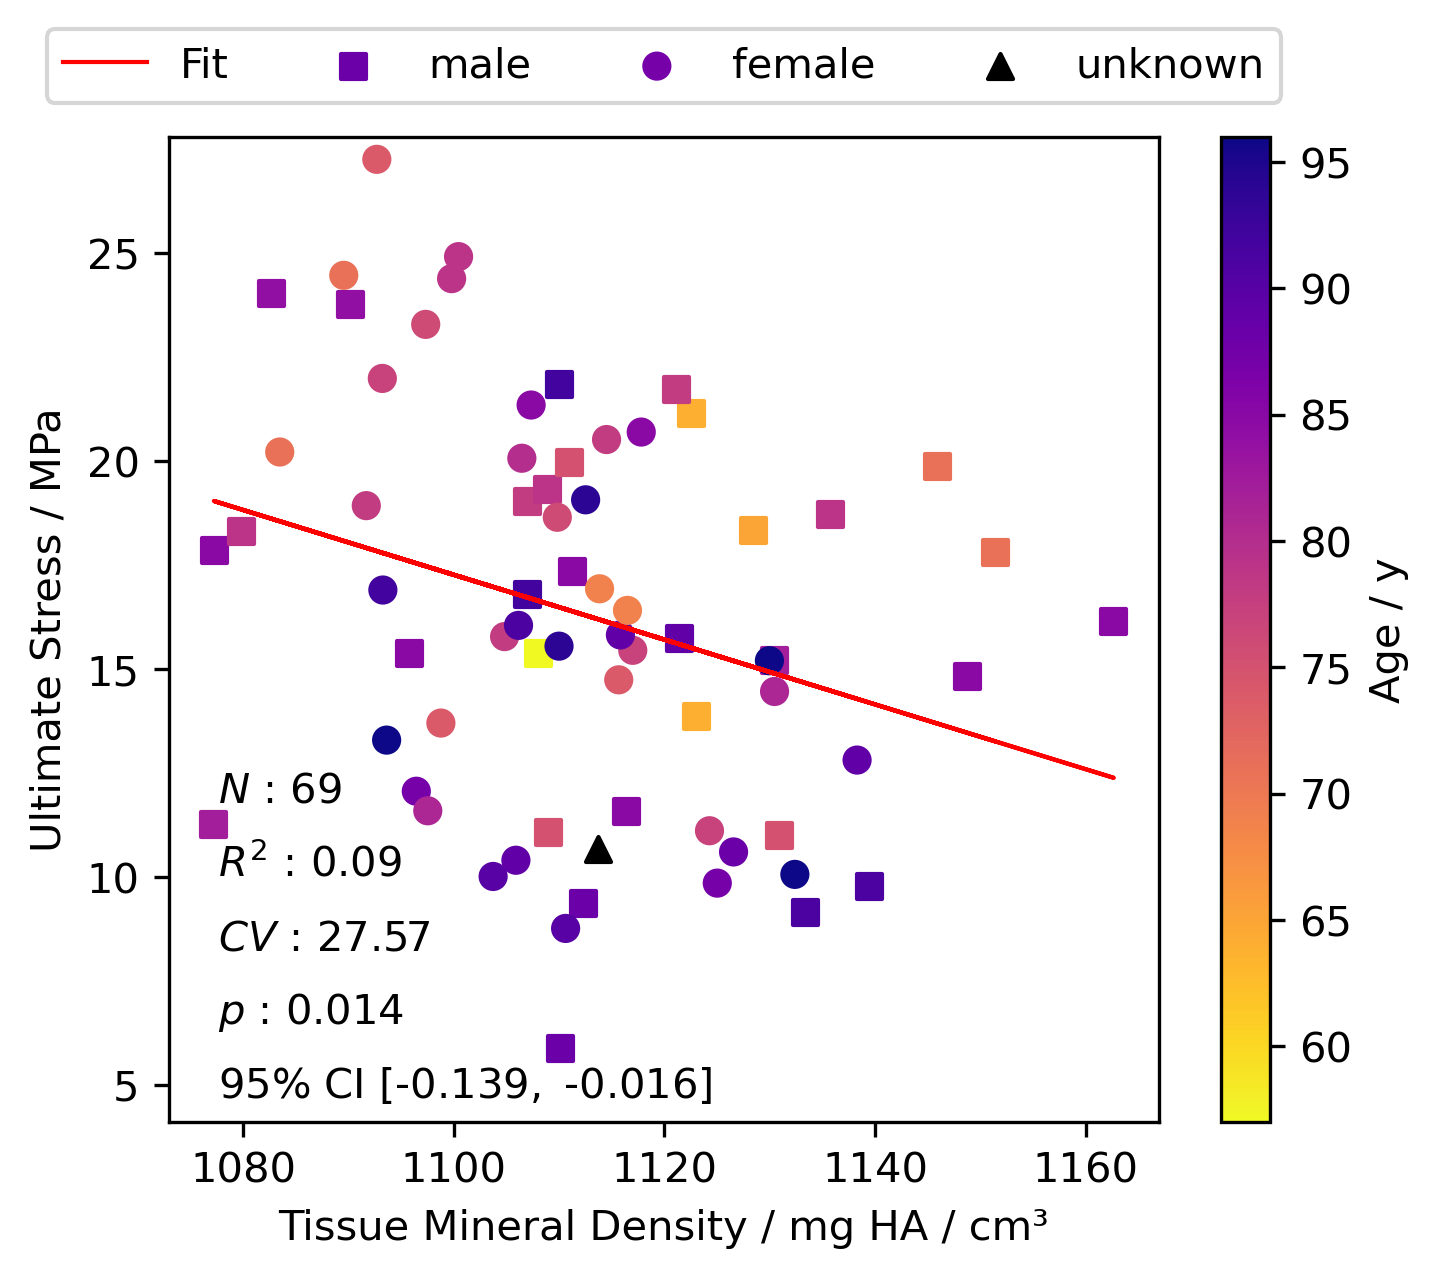 Fit male female unknown
Ultimate Stress / MPa
25
20
15
10
5
N : 69
R² : 0.09
CV : 27.57
p : 0.014
95% CI [-0.139, -0.016]
1080 1100 1120 1140 1160
Tissue Mineral Density / mg HA / cm³
95
90
85
80
75
70
65
60
Age / y